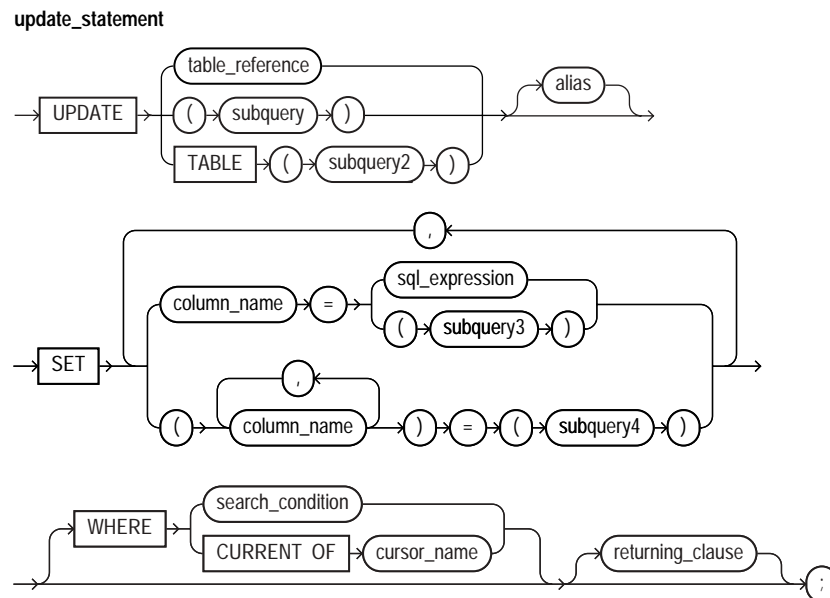 update_statement
table_reference
alias
UPDATE ( subquery )
TABLE ( subquery2 )
,
sql_expression
column_name =
( subquery3 )
SET
,
( column_name ) = ( subquery4 )
search_condition
WHERE
CURRENT OF cursor_name
returning_clause
;